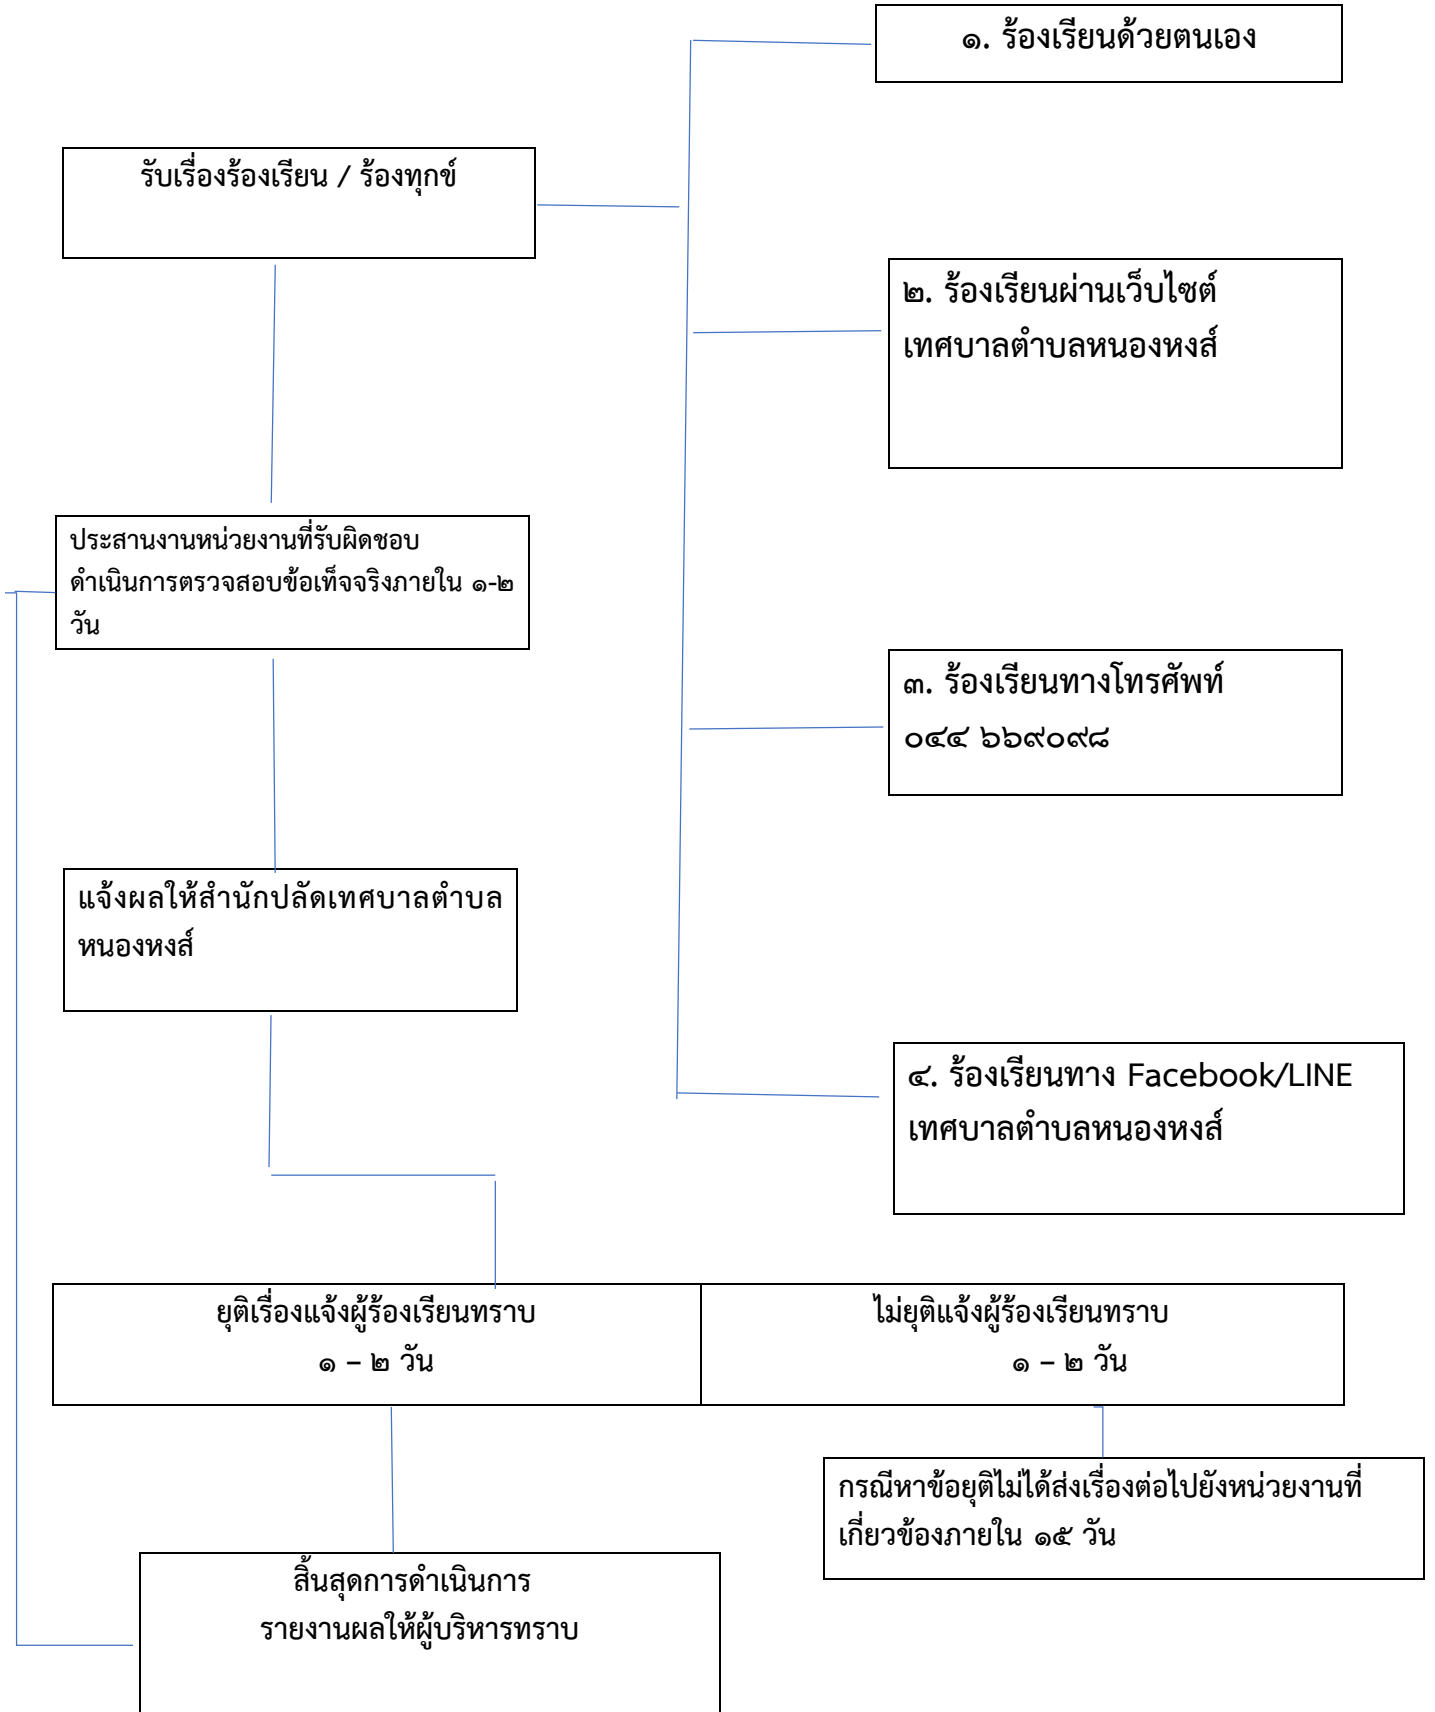 ๑. ร้องเรียนด้วยตนเอง
รับเรื่องร้องเรียน / ร้องทุกข์
๒. ร้องเรียนผ่านเว็บไซต์
เทศบาลตำบลหนองหงส์
ประสานงานหน่วยงานที่รับผิดชอบ
ดำเนินการตรวจสอบข้อเท็จจริงภายใน ๑-๒
วัน
๓. ร้องเรียนทางโทรศัพท์
๐๔๔ ๖๖๙๐๙๘
แจ้งผลให้สำนักปลัดเทศบาลตำบล
หนองหงส์
๔. ร้องเรียนทาง Facebook/LINE
เทศบาลตำบลหนองหงส์
ยุติเรื่องแจ้งผู้ร้องเรียนทราบ
๑ – ๒ วัน
ไม่ยุติแจ้งผู้ร้องเรียนทราบ
๑ – ๒ วัน
กรณีหาข้อยุติไม่ได้ส่งเรื่องต่อไปยังหน่วยงานที่
เกี่ยวข้องภายใน ๑๕ วัน
สิ้นสุดการดำเนินการ
รายงานผลให้ผู้บริหารทราบ